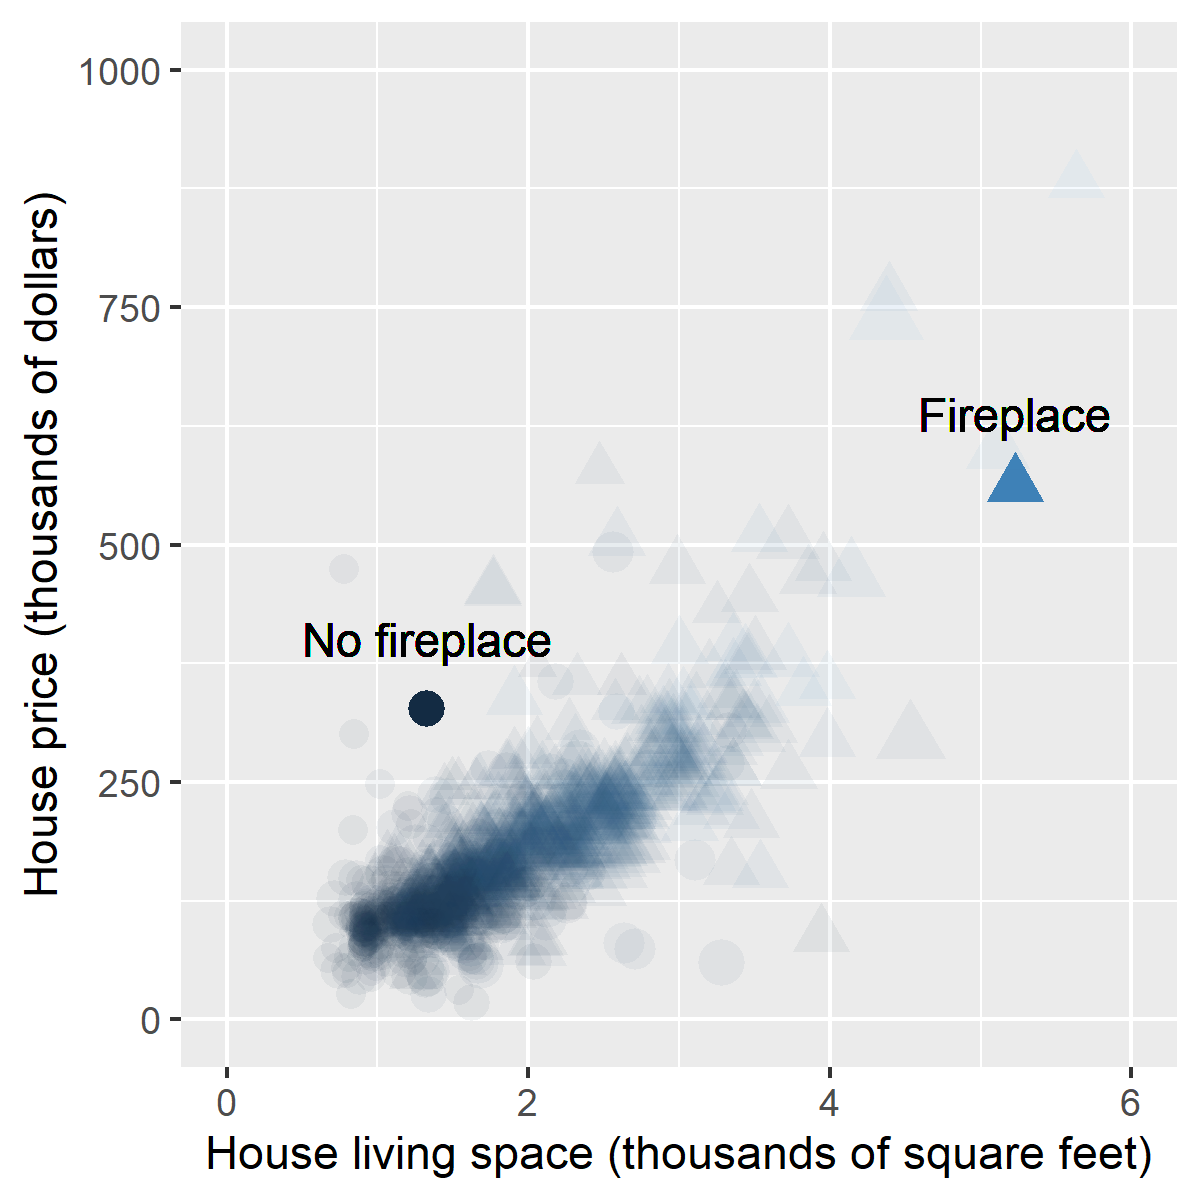 House price (thousands of dollars)
1000
750
500
250
0
Fireplace
No fireplace
0 2 4 6
House living space (thousands of square feet)